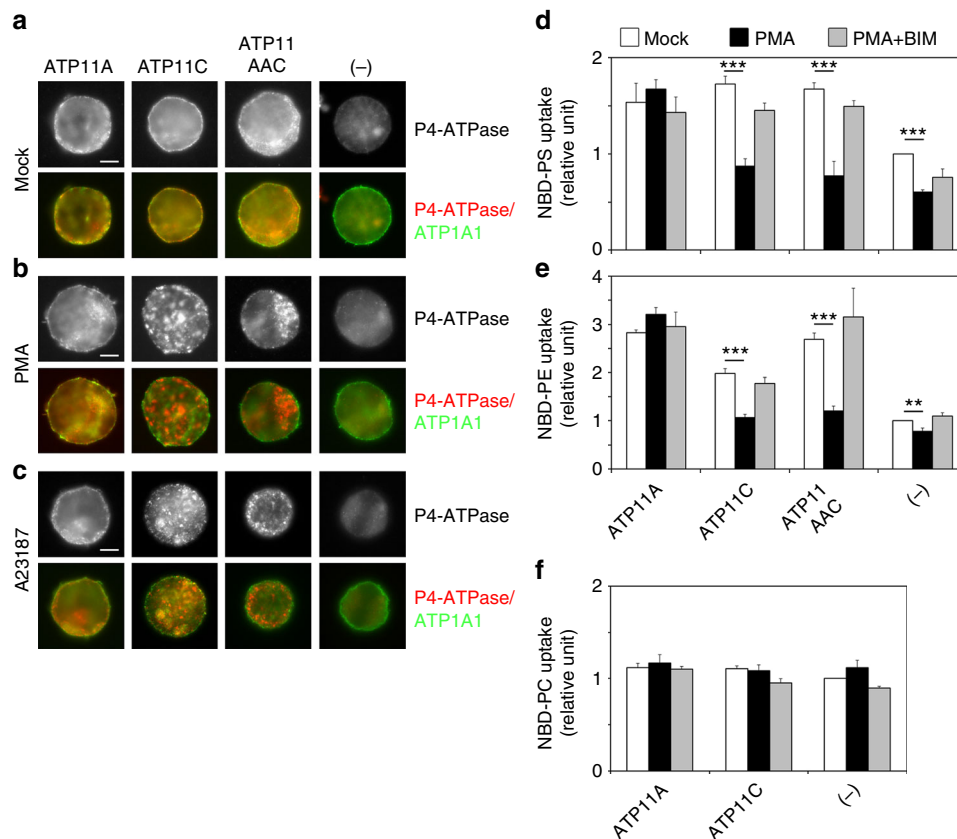 a
ATP11A
ATP11C
ATP11
AAC
(–)
Mock
P4-ATPase
P4-ATPase/
ATP1A1
b
PMA
P4-ATPase
P4-ATPase/
ATP1A1
c
A23187
P4-ATPase
P4-ATPase/
ATP1A1
d
Mock
PMA
PMA+BIM
NBD-PS uptake
(relative unit)
2
1
0
***
***
***
e
NBD-PE uptake
(relative unit)
4
3
2
1
0
***
***
**
ATP11A
ATP11C
ATP11
AAC
(–)
f
NBD-PC uptake
(relative unit)
2
1
0
ATP11A
ATP11C
(–)